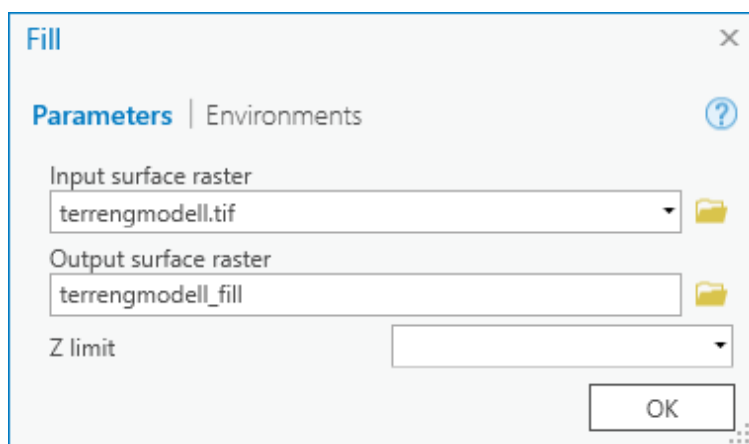 Fill
Parameters | Environments
Input surface raster
terrengmodell.tif
Output surface raster
terrengmodell_fill
Z limit
OK